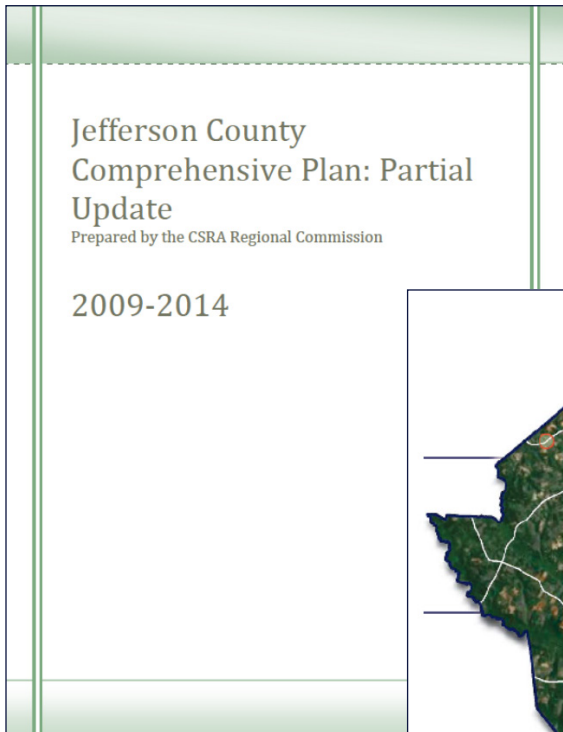 Jefferson County
Comprehensive Plan: Partial
Update
Prepared by the CSRA Regional Commission
2009-2014